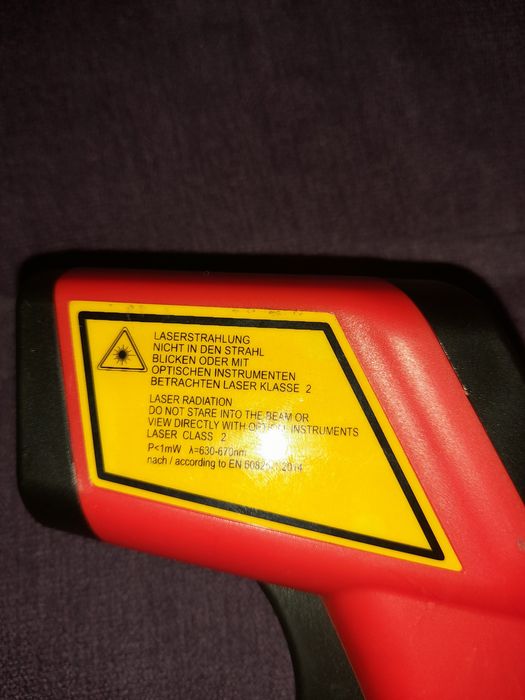 LASERSTRAHLUNG
NICHT IN DEN STRAHL
BLICKEN ODER MIT
OPTISCHEN INSTRUMENTEN
BETRACHTEN LASER KLASSE 2
LASER RADIATION
DO NOT STARE INTO THE BEAM OR
VIEW DIRECTLY WITH INSTRUMENTS
LASER CLASS 2
P<1mW λ=630-670nm
nach / according to EN 2014